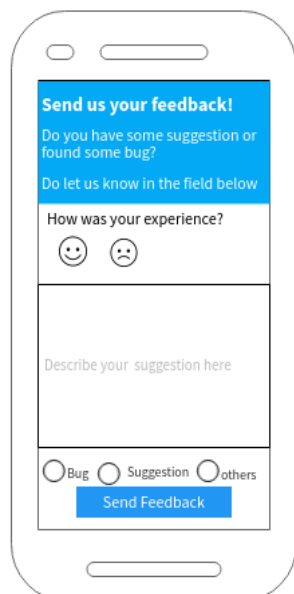 Send us your feedback!
Do you have some suggestion or
found some bug?
Do let us know in the field below
How was your experience?
Describe your suggestion here
Bug Suggestion others
Send Feedback